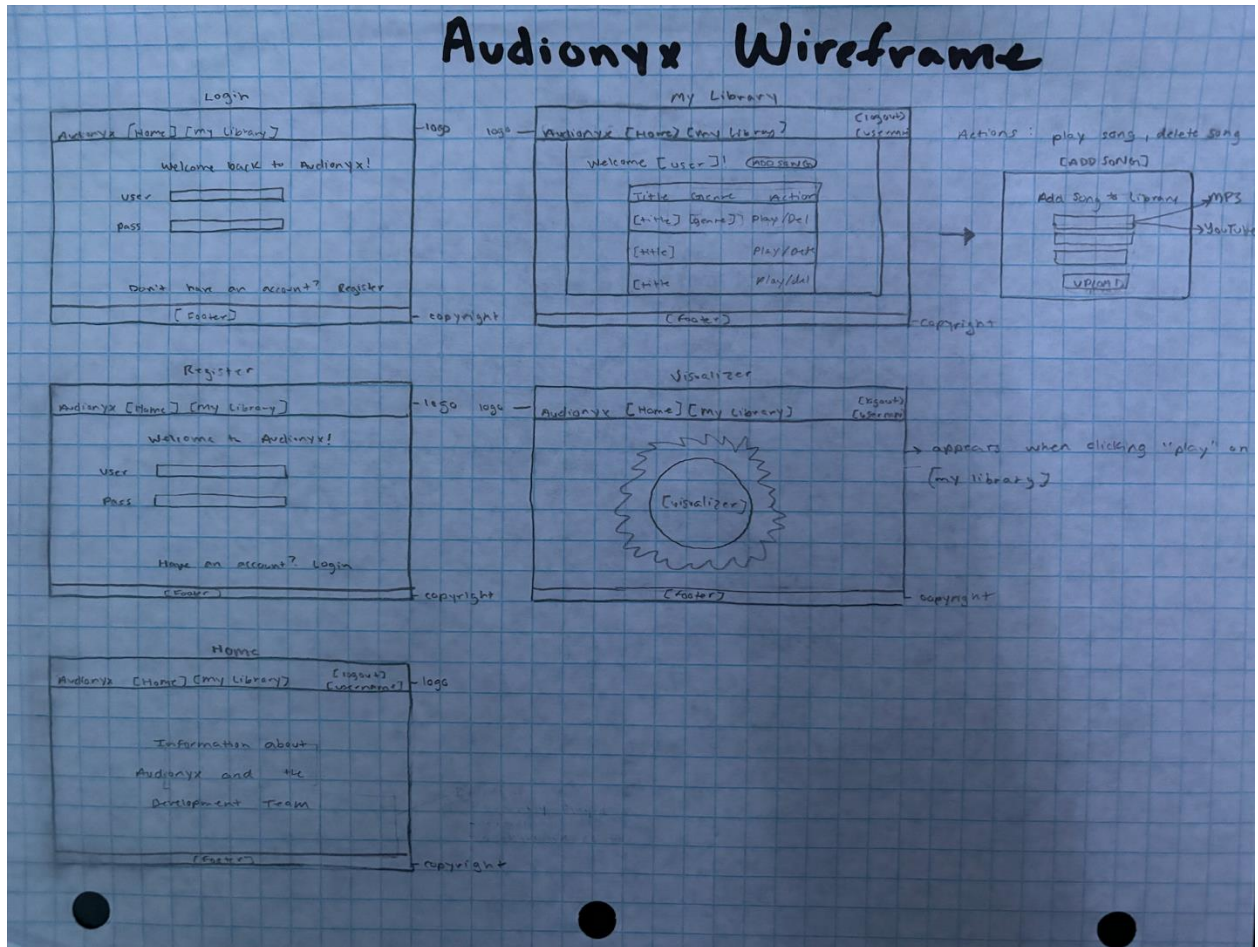 Audionyx Wireframe
Login
Audionyx [Home] [my Library]
logo
Welcome back to Audionyx!
user
pass
Don't have an account? Register
[footer]
copyright
My Library
logo
Audionyx [Home] [my Library]
[logout]
Welcome [user]! ADD SONG
Title Genre Action
[title] [genre] Play/Del
[title] Play/
[title Play/del
[footer]
copyright
Actions: play song, delete song
[ADD SONG]
Add Song to Library
MP3
YouTube
UPLOAD
Register
Audionyx [Home] [my Library]
logo
Welcome to Audionyx!
user
Pass
Have an account? Login
[footer]
copyright
Visualizer
logo
Audionyx [Home] [my Library]
[logout]
[visualizer]
appears when clicking "play" on
[my library]
[footer]
copyright
Home
Audionyx [Home] [my Library]
[logout]
[username]
logo
Information about
Audionyx and the
Development Team
[footer]
copyright